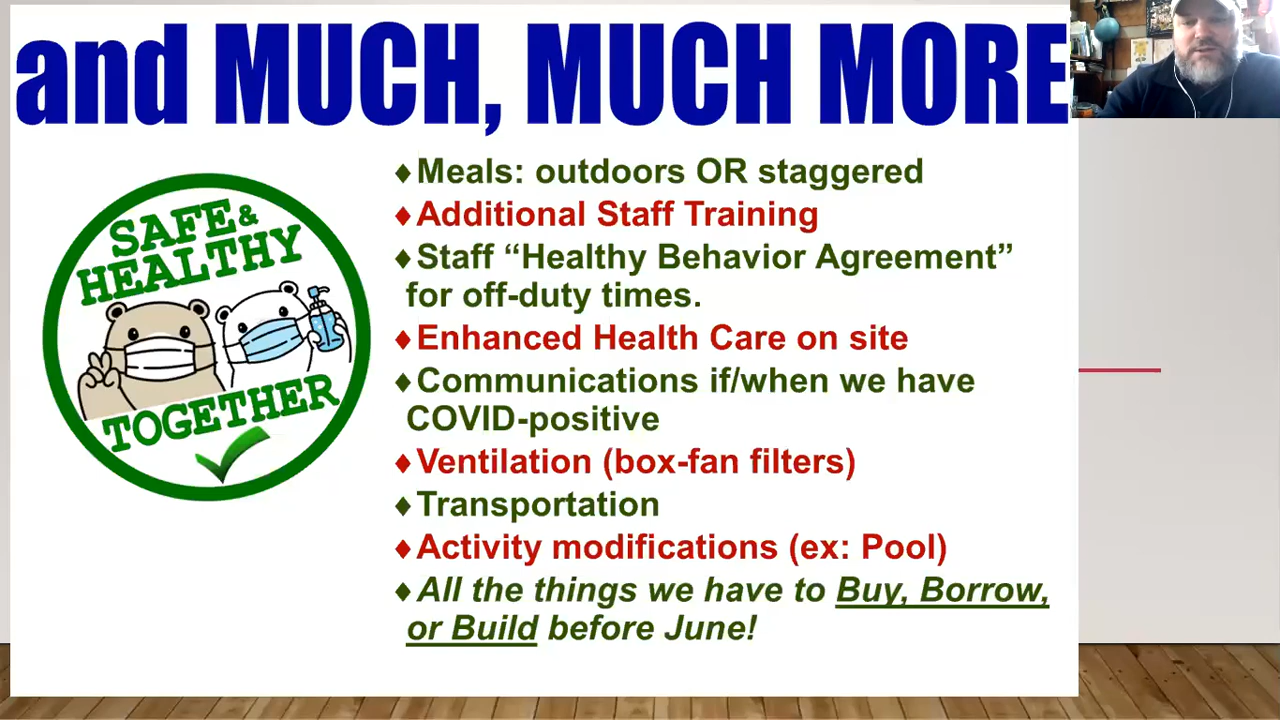 and MUCH, MUCH MORE
SAFE &
HEALTHY
TOGETHER
♦Meals: outdoors OR staggered
♦Additional Staff Training
♦Staff “Healthy Behavior Agreement”
for off-duty times.
♦Enhanced Health Care on site
♦Communications if/when we have
COVID-positive
♦Ventilation (box-fan filters)
♦Transportation
♦Activity modifications (ex: Pool)
♦All the things we have to Buy, Borrow,
or Build before June!